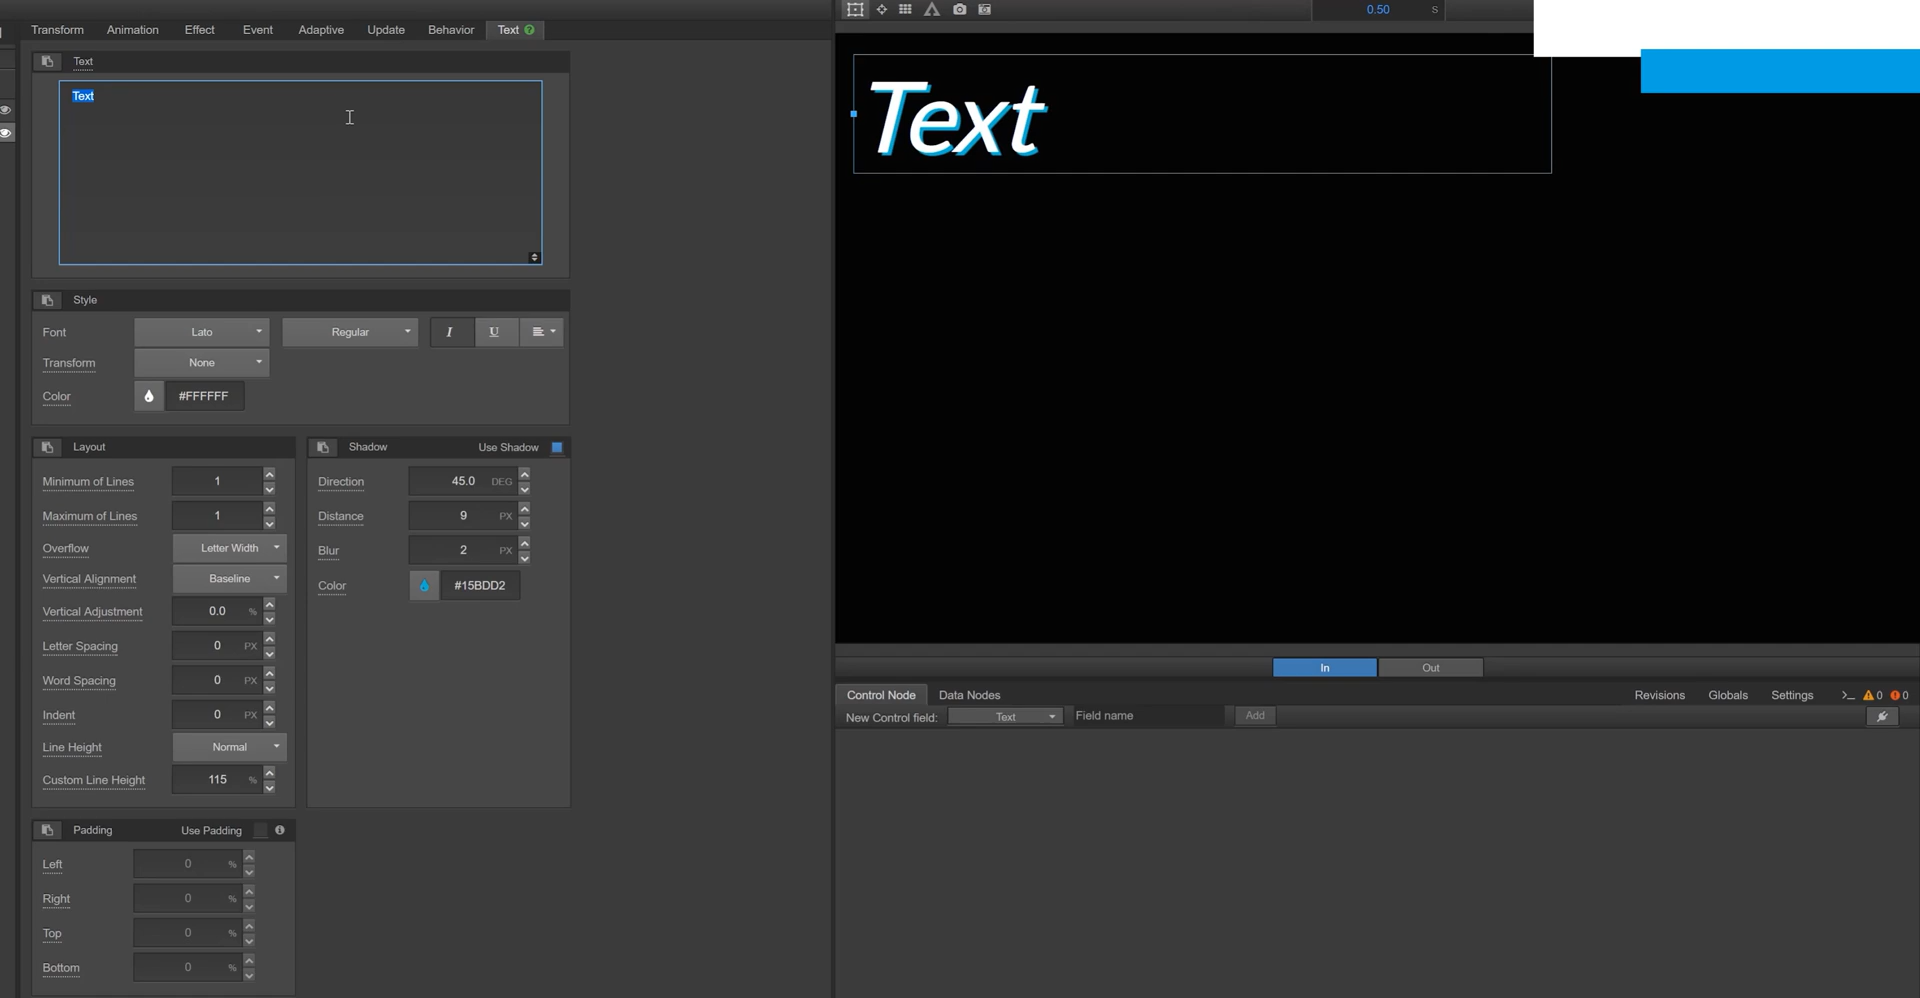 Transform Animation Effect Event Adaptive Update Behavior Text ?
0.50 S
Text
Text
Text
Style
Font Lato Regular I U
Transform None
Color #FFFFFF
Layout
Minimum of Lines 1
Maximum of Lines 1
Overflow Letter Width
Vertical Alignment Baseline
Vertical Adjustment 0.0 %
Letter Spacing 0 PX
Word Spacing 0 PX
Indent 0 PX
Line Height Normal
Custom Line Height 115 %
Shadow Use Shadow
Direction 45.0 DEG
Distance 9 PX
Blur 2 PX
Color #15BDD2
Padding Use Padding
Left 0 %
Right 0 %
Top 0 %
Bottom 0 %
In Out
Control Node Data Nodes Revisions Globals Settings >_ 0 0
New Control field: Text Field name Add